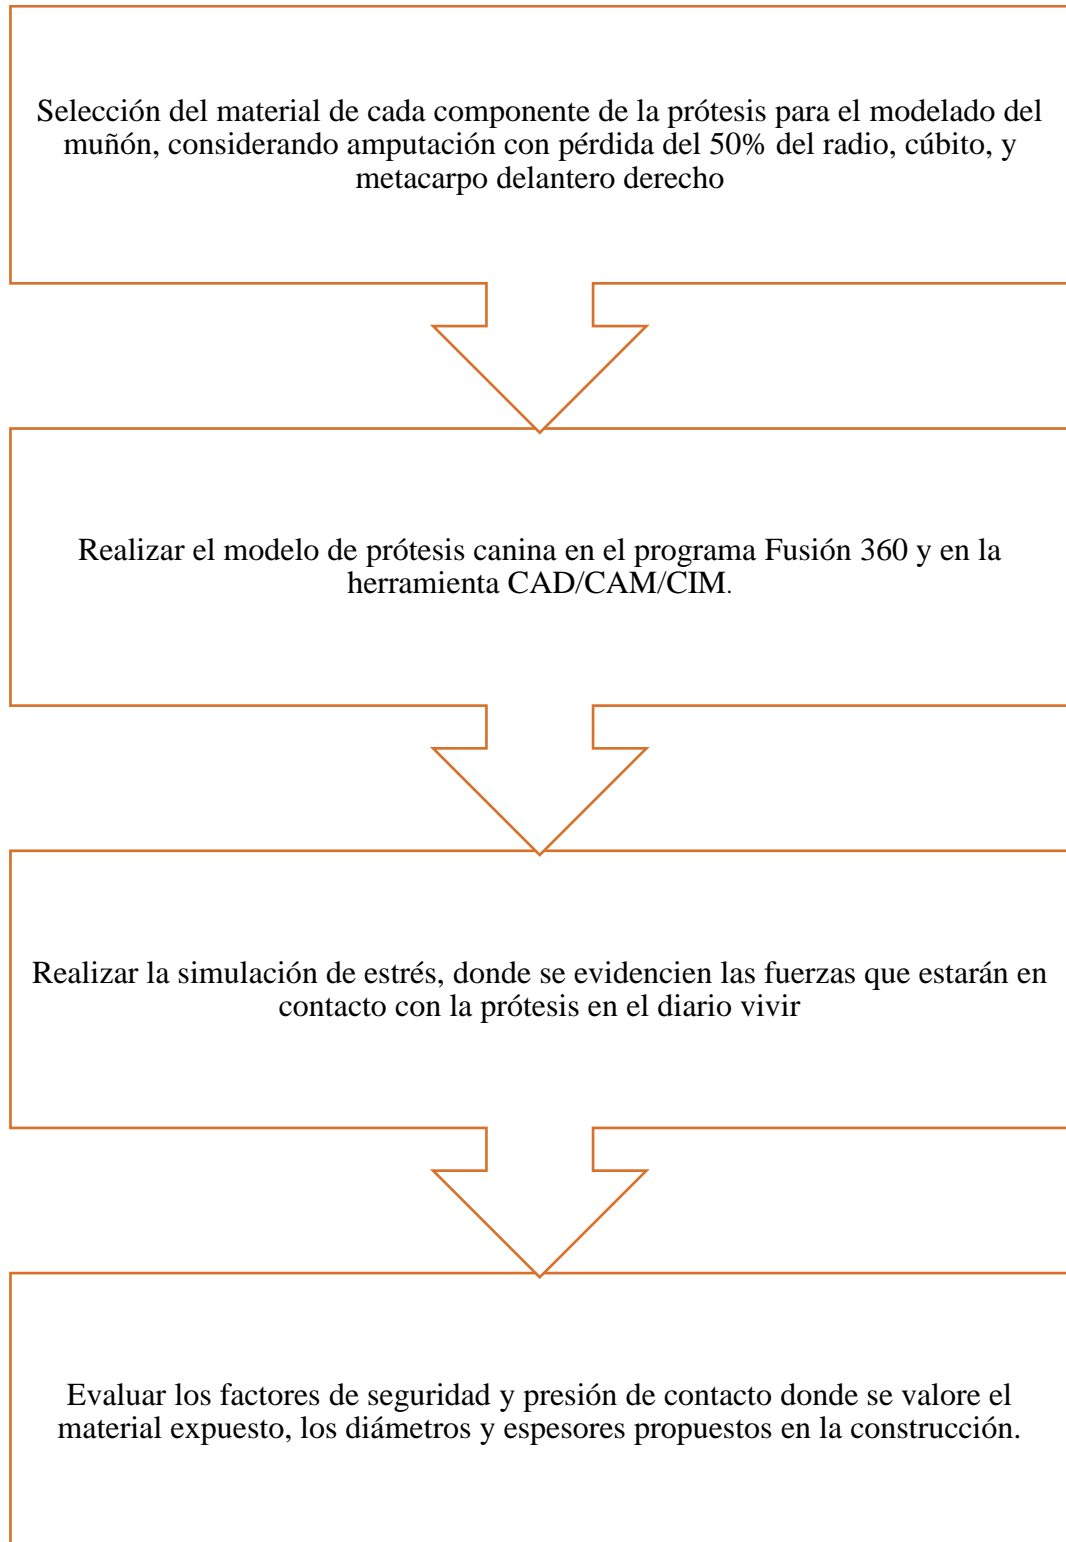 Selección del material de cada componente de la prótesis para el modelado del
muñón, considerando amputación con pérdida del 50% del radio, cúbito, y
metacarpo delantero derecho
Realizar el modelo de prótesis canina en el programa Fusión 360 y en la
herramienta CAD/CAM/CIM.
Realizar la simulación de estrés, donde se evidencien las fuerzas que estarán en
contacto con la prótesis en el diario vivir
Evaluar los factores de seguridad y presión de contacto donde se valore el
material expuesto, los diámetros y espesores propuestos en la construcción.